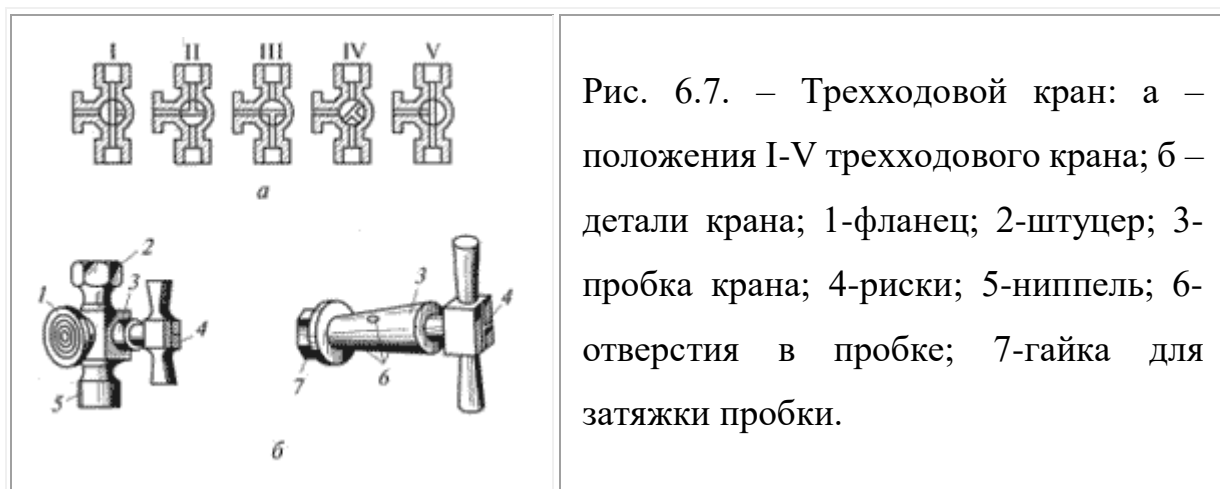 I II III IV V
а
1 2 3 4 5
3 4 6 7
б
Рис. 6.7. – Трехходовой кран: а –
положения I-V трехходового крана; б –
детали крана; 1-фланец; 2-штуцер; 3-
пробка крана; 4-риски; 5-ниппель; 6-
отверстия в пробке; 7-гайка для
затяжки пробки.